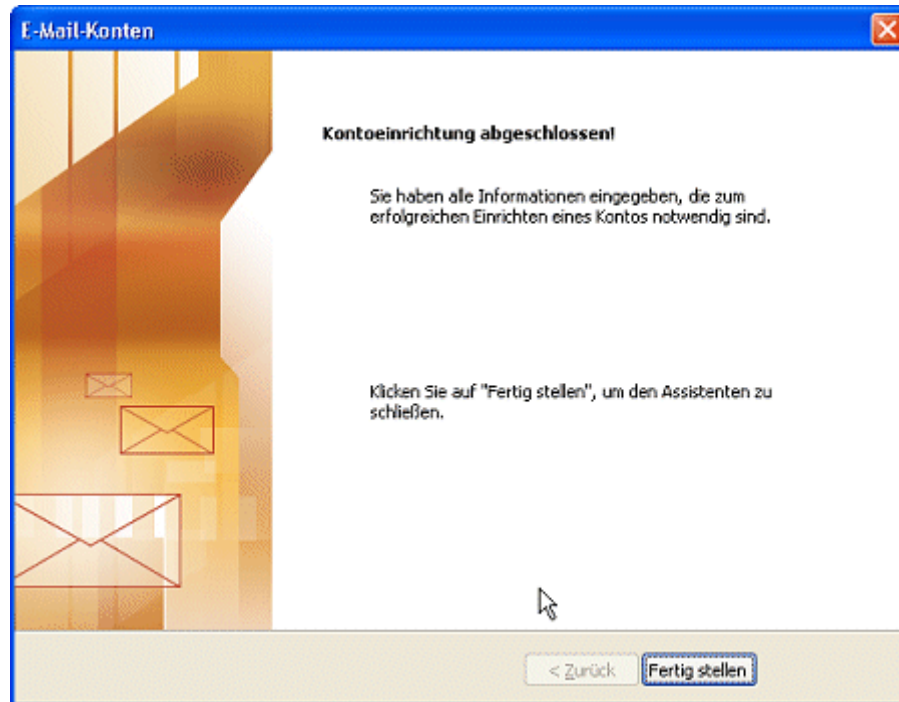 E-Mail-Konten
Kontoeinrichtung abgeschlossen!
Sie haben alle Informationen eingegeben, die zum
erfolgreichen Einrichten eines Kontos notwendig sind.
Klicken Sie auf "Fertig stellen", um den Assistenten zu
schließen.
< Zurück Fertig stellen